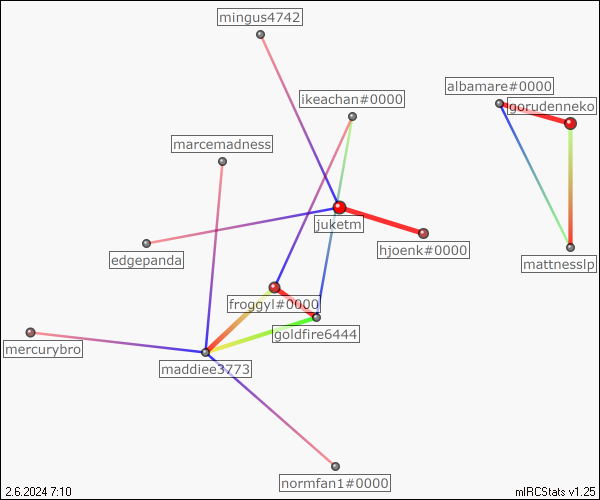 mingus4742
albamare#0000
ikeachan#0000
gorudenneko
marcemadness
juketm
hjoenk#0000
edgepanda
mattnesslp
froggyl#0000
goldfire6444
mercurybro
maddiee3773
normfan1#0000
2.6.2024 7:10
mIRCStats v1.25